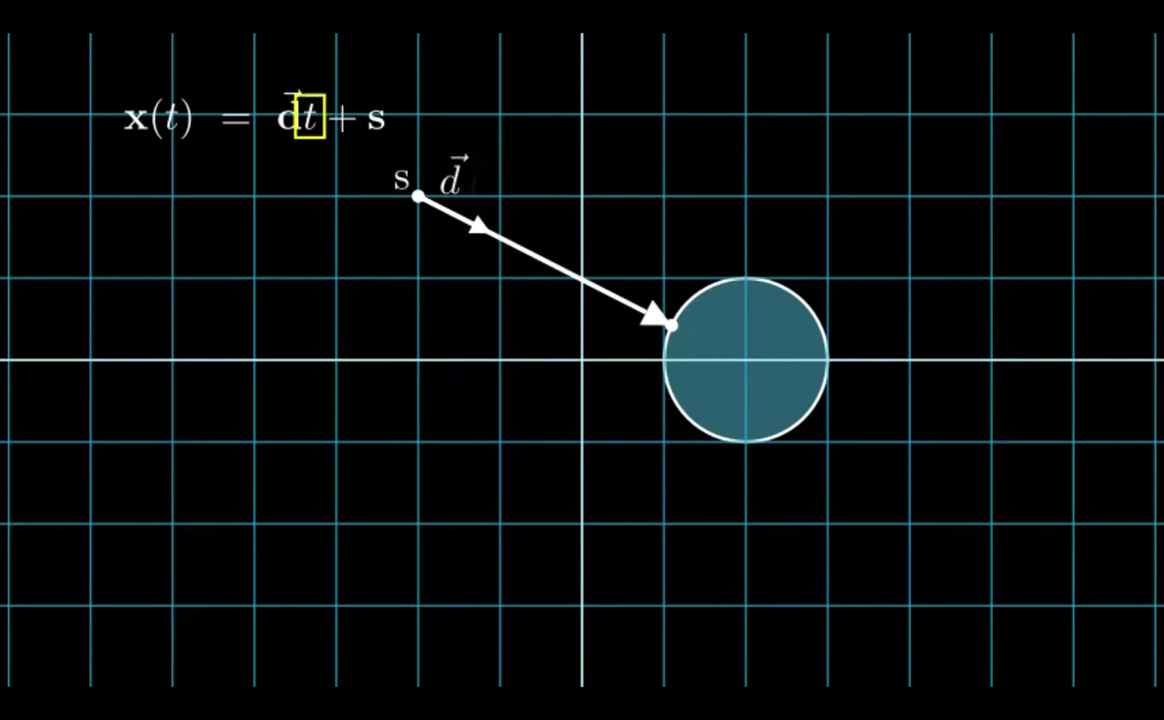 x(t) = d⃗t + s
s d⃗